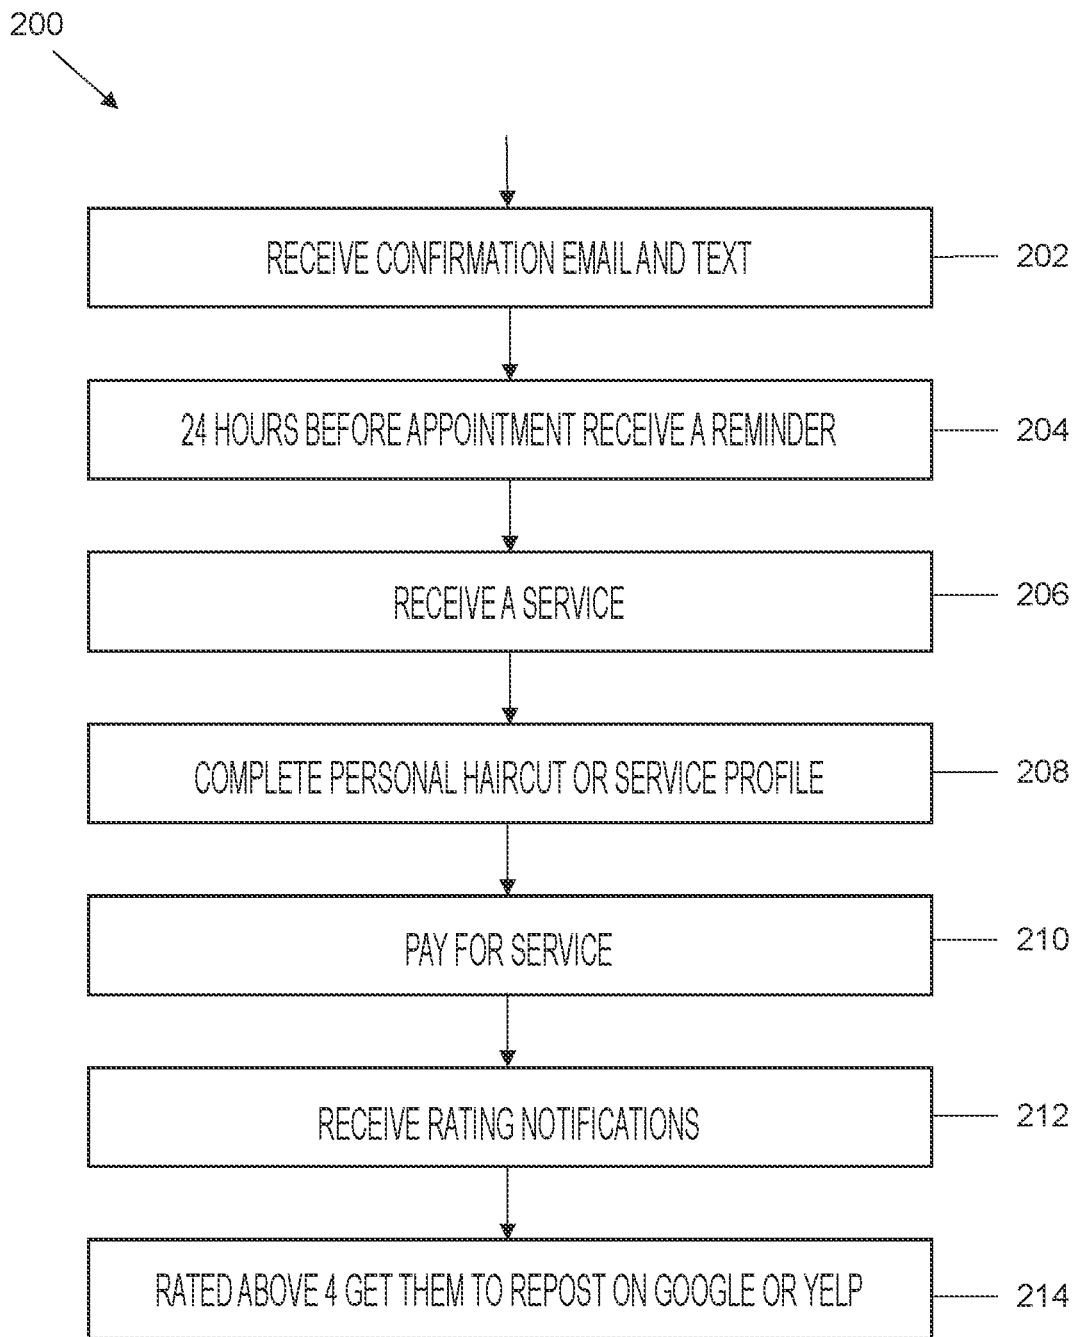 200
RECEIVE CONFIRMATION EMAIL AND TEXT
202
24 HOURS BEFORE APPOINTMENT RECEIVE A REMINDER
204
RECEIVE A SERVICE
206
COMPLETE PERSONAL HAIRCUT OR SERVICE PROFILE
208
PAY FOR SERVICE
210
RECEIVE RATING NOTIFICATIONS
212
RATED ABOVE 4 GET THEM TO REPOST ON GOOGLE OR YELP
214